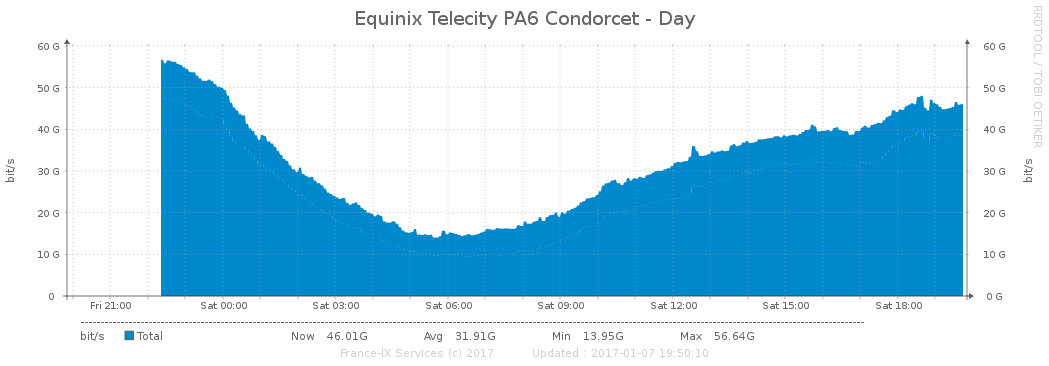 Equinix Telecity PA6 Condorcet - Day
RRDTOOL / TOBI OETIKER
60 G 60 G
50 G 50 G
40 G 40 G
30 G 30 G
20 G 20 G
10 G 10 G
0 0 G
bit/s
bit/s
Fri 21:00 Sat 00:00 Sat 03:00 Sat 06:00 Sat 09:00 Sat 12:00 Sat 15:00 Sat 18:00
bit/s Total Now 46.01G Avg 31.91G Min 13.95G Max 56.64G
France-IX Services (c) 2017 Updated : 2017-01-07 19:50:10